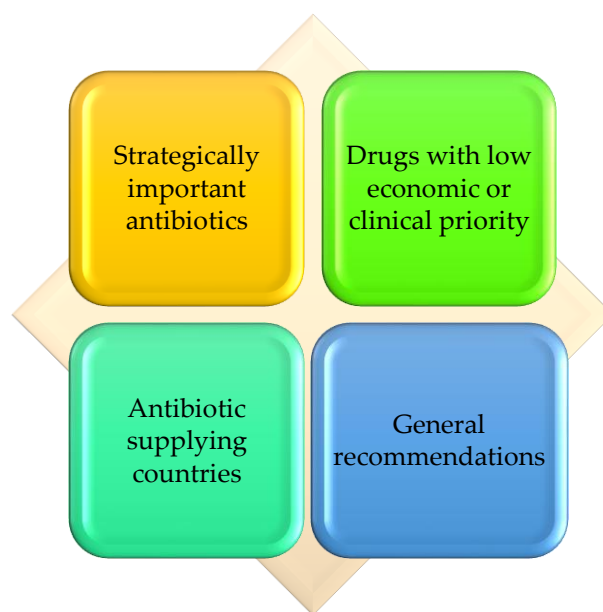 Strategically
important
antibiotics
Drugs with low
economic or
clinical priority
Antibiotic
supplying
countries
General
recommendations